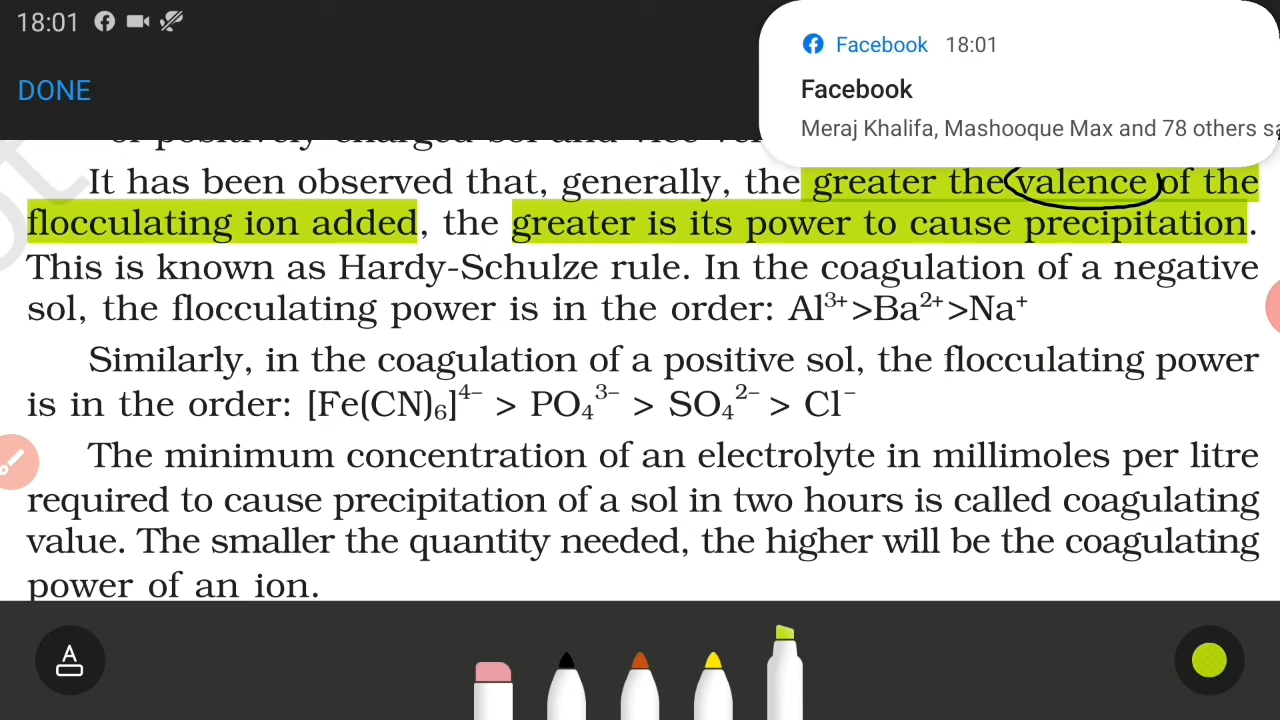 18:01
Facebook 18:01
DONE
Facebook
Meraj Khalifa, Mashooque Max and 78 others
of positively charged sol and vice
It has been observed that, generally, the greater the valence of the
flocculating ion added, the greater is its power to cause precipitation.
This is known as Hardy-Schulze rule. In the coagulation of a negative
sol, the flocculating power is in the order: Al³⁺>Ba²⁺>Na⁺
Similarly, in the coagulation of a positive sol, the flocculating power
is in the order: [Fe(CN)₆]⁴⁻ > PO₄³⁻ > SO₄²⁻ > Cl⁻
The minimum concentration of an electrolyte in millimoles per litre
required to cause precipitation of a sol in two hours is called coagulating
value. The smaller the quantity needed, the higher will be the coagulating
power of an ion.
A